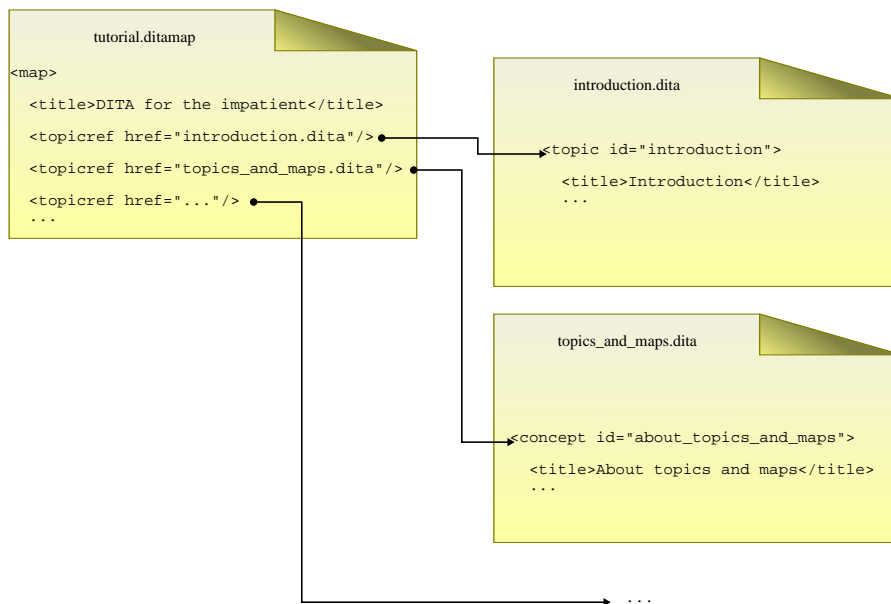 tutorial.ditamap
<map>
<title>DITA for the impatient</title>
<topicref href="introduction.dita"/>
<topicref href="topics_and_maps.dita"/>
<topicref href="..."/>
...
introduction.dita
<topic id="introduction">
<title>Introduction</title>
...
topics_and_maps.dita
<concept id="about_topics_and_maps">
<title>About topics and maps</title>
...
...